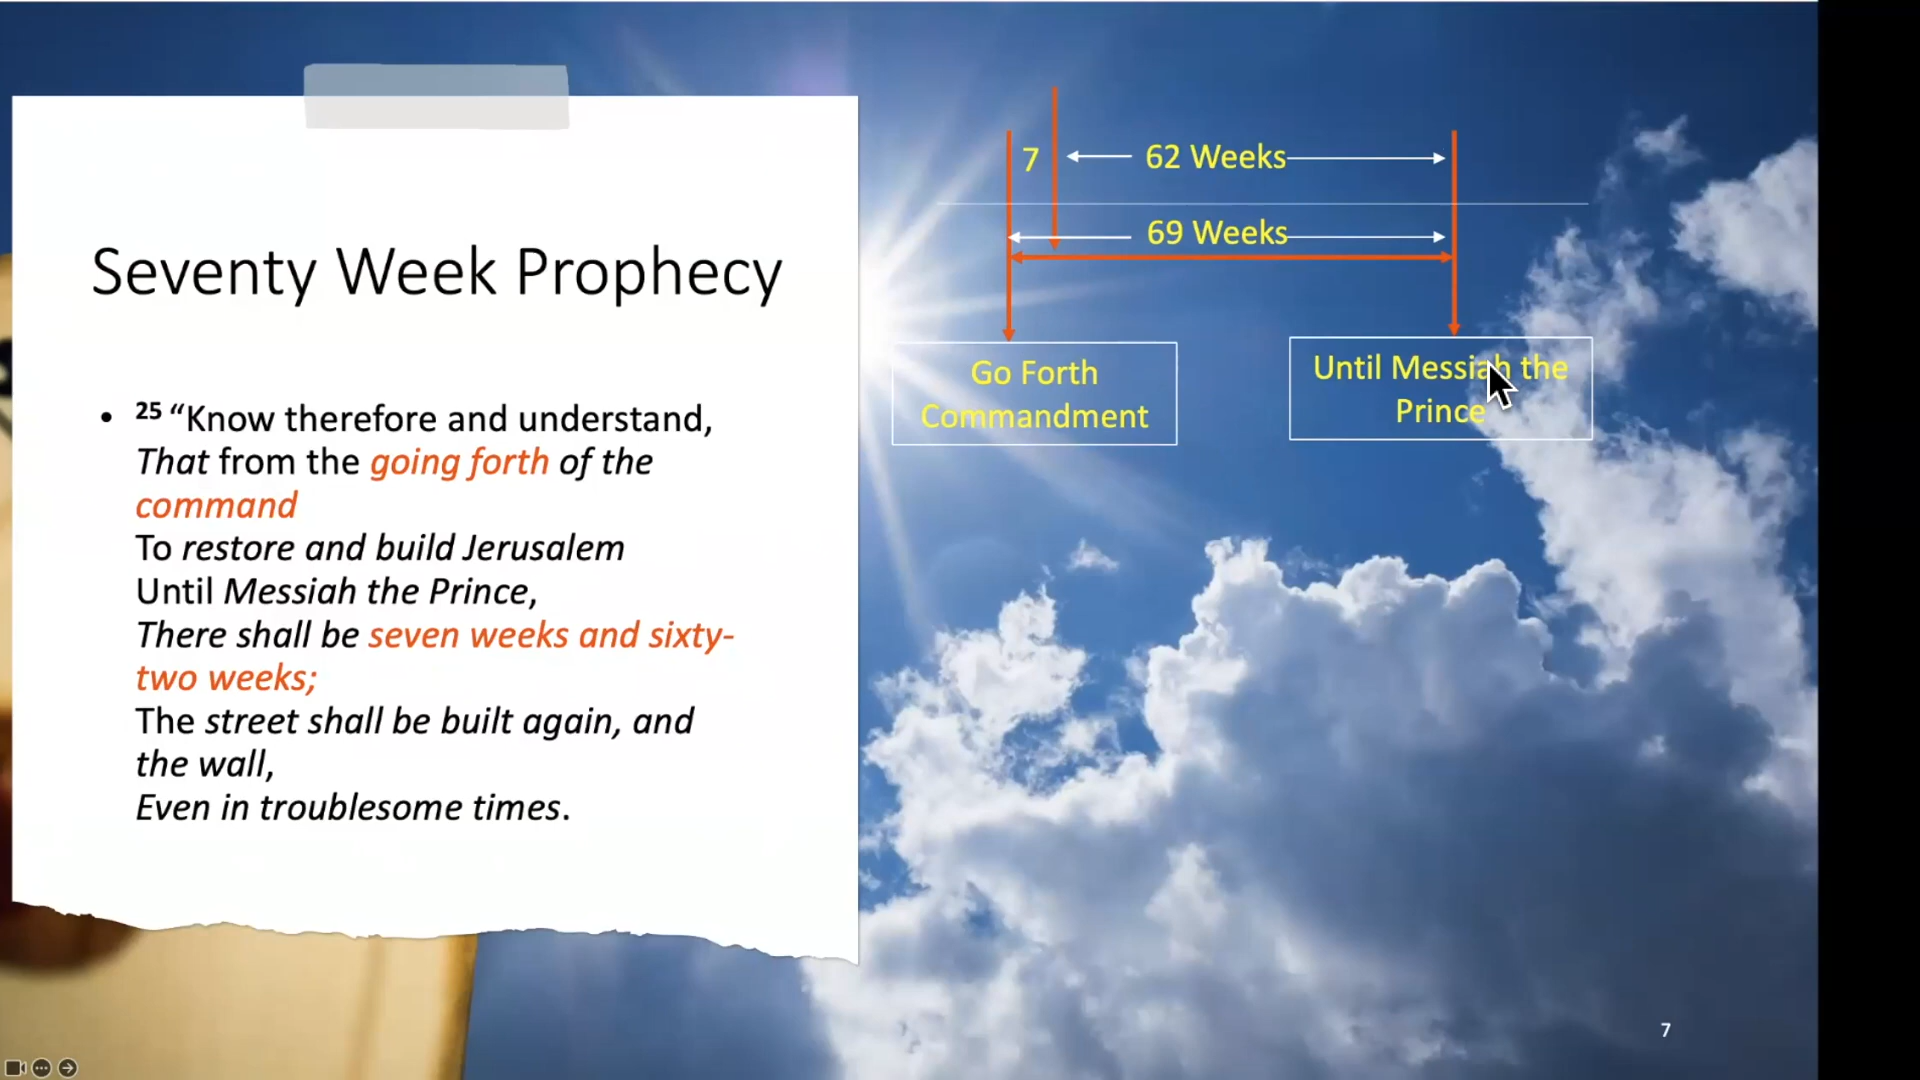 Seventy Week Prophecy
• 25 “Know therefore and understand,
That from the going forth of the
command
To restore and build Jerusalem
Until Messiah the Prince,
There shall be seven weeks and sixty-
two weeks;
The street shall be built again, and
the wall,
Even in troublesome times.
7
62 Weeks
69 Weeks
Go Forth
Commandment
Until Messiah the
Prince
7